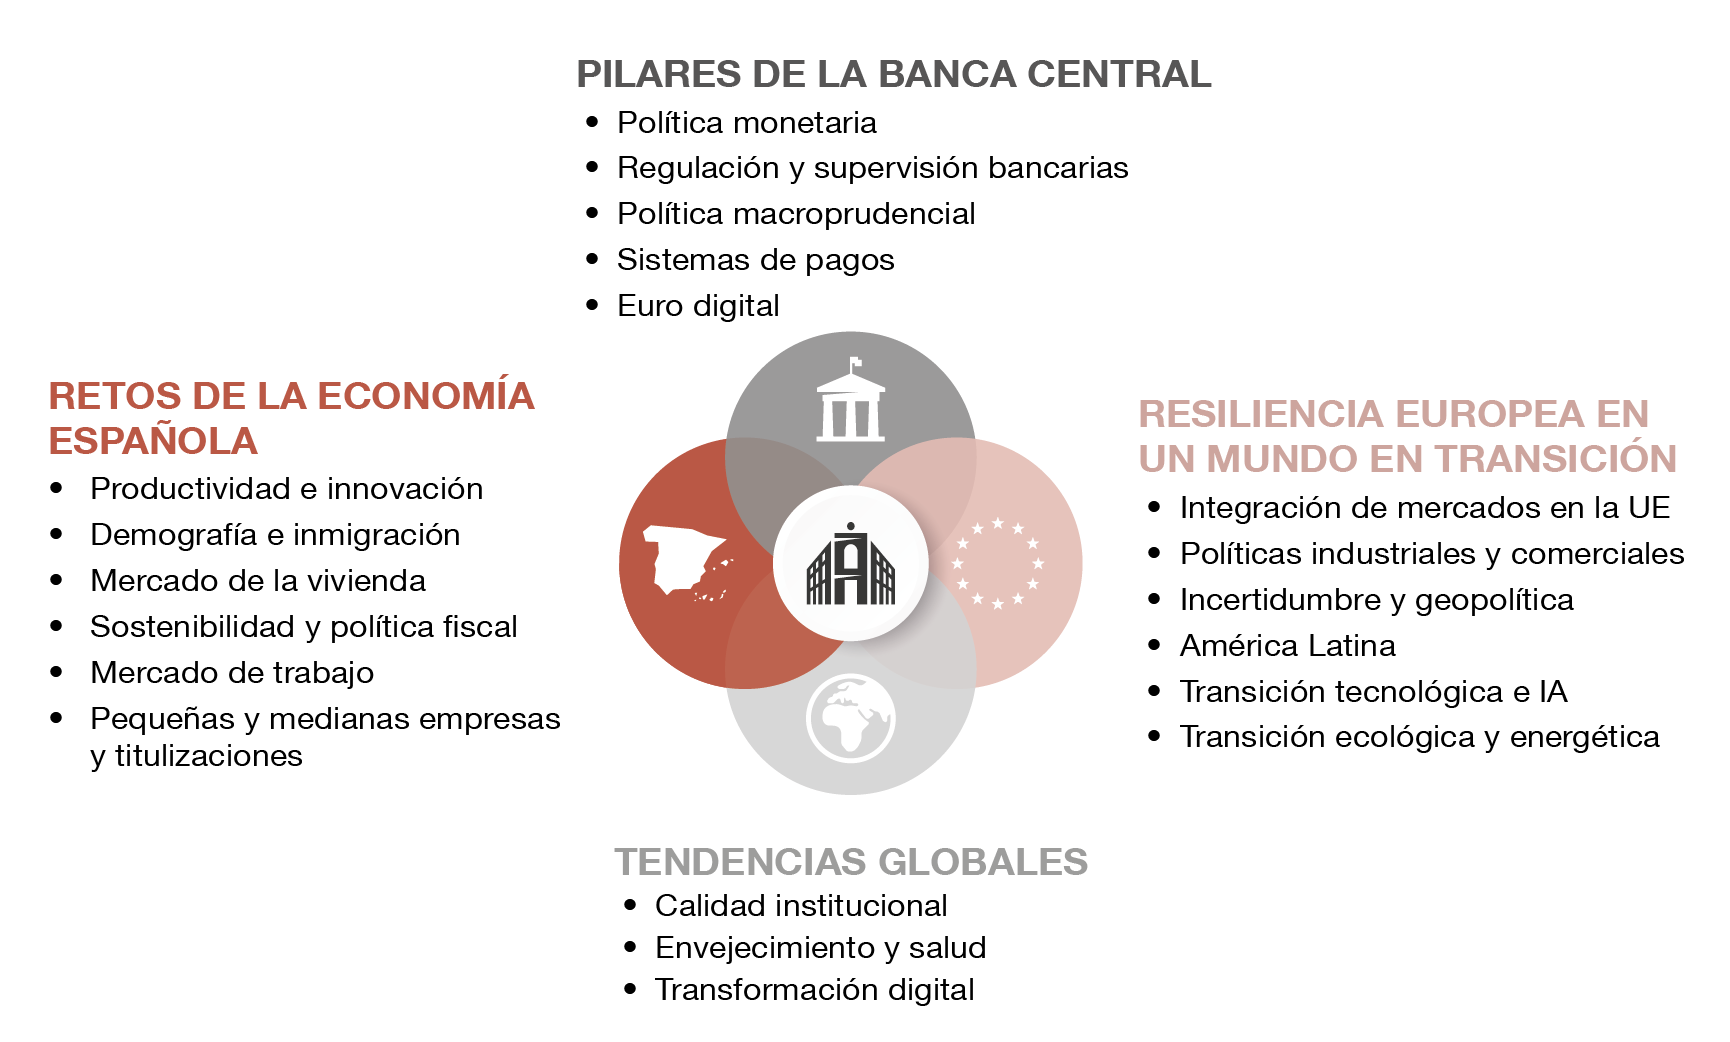 PILARES DE LA BANCA CENTRAL
• Política monetaria
• Regulación y supervisión bancarias
• Política macroprudencial
• Sistemas de pagos
• Euro digital
RETOS DE LA ECONOMÍA
ESPAÑOLA
• Productividad e innovación
• Demografía e inmigración
• Mercado de la vivienda
• Sostenibilidad y política fiscal
• Mercado de trabajo
• Pequeñas y medianas empresas
y titulizaciones
RESILIENCIA EUROPEA EN
UN MUNDO EN TRANSICIÓN
• Integración de mercados en la UE
• Políticas industriales y comerciales
• Incertidumbre y geopolítica
• América Latina
• Transición tecnológica e IA
• Transición ecológica y energética
TENDENCIAS GLOBALES
• Calidad institucional
• Envejecimiento y salud
• Transformación digital